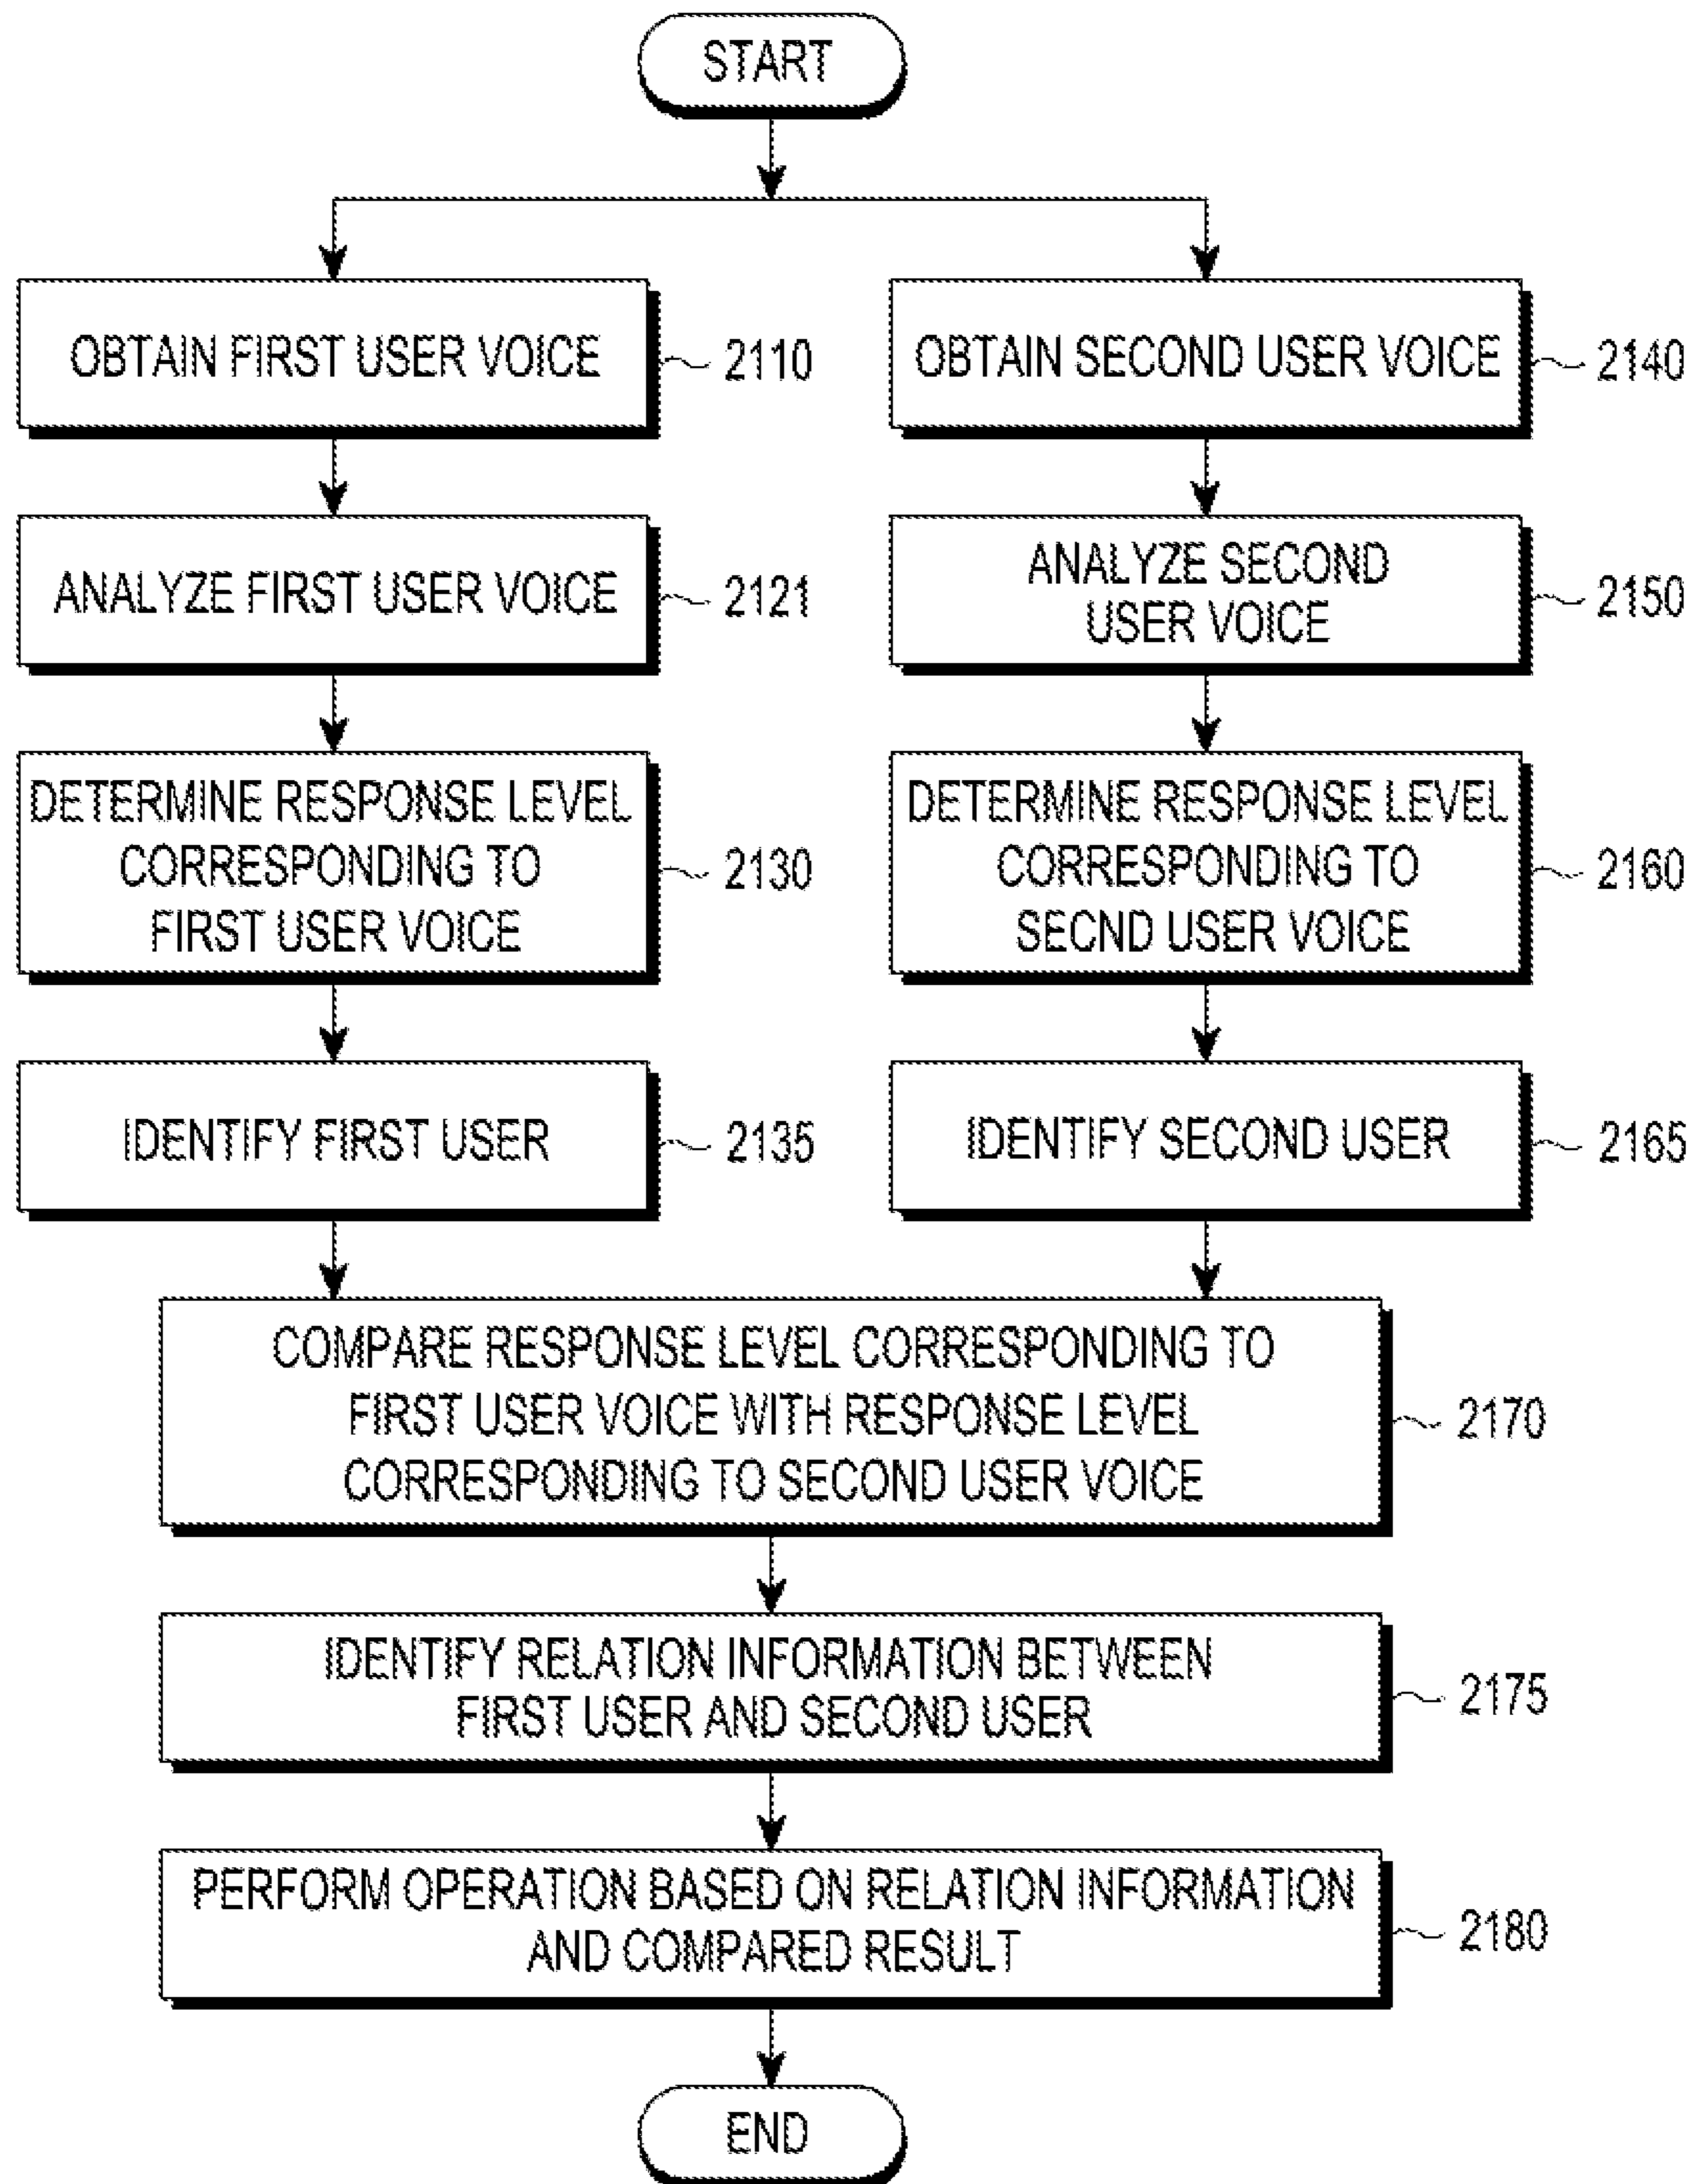 START
OBTAIN FIRST USER VOICE
2110
OBTAIN SECOND USER VOICE
2140
ANALYZE FIRST USER VOICE
2121
ANALYZE SECOND
USER VOICE
2150
DETERMINE RESPONSE LEVEL
CORRESPONDING TO
FIRST USER VOICE
2130
DETERMINE RESPONSE LEVEL
CORRESPONDING TO
SECND USER VOICE
2160
IDENTIFY FIRST USER
2135
IDENTIFY SECOND USER
2165
COMPARE RESPONSE LEVEL CORRESPONDING TO
FIRST USER VOICE WITH RESPONSE LEVEL
CORRESPONDING TO SECOND USER VOICE
2170
IDENTIFY RELATION INFORMATION BETWEEN
FIRST USER AND SECOND USER
2175
PERFORM OPERATION BASED ON RELATION INFORMATION
AND COMPARED RESULT
2180
END